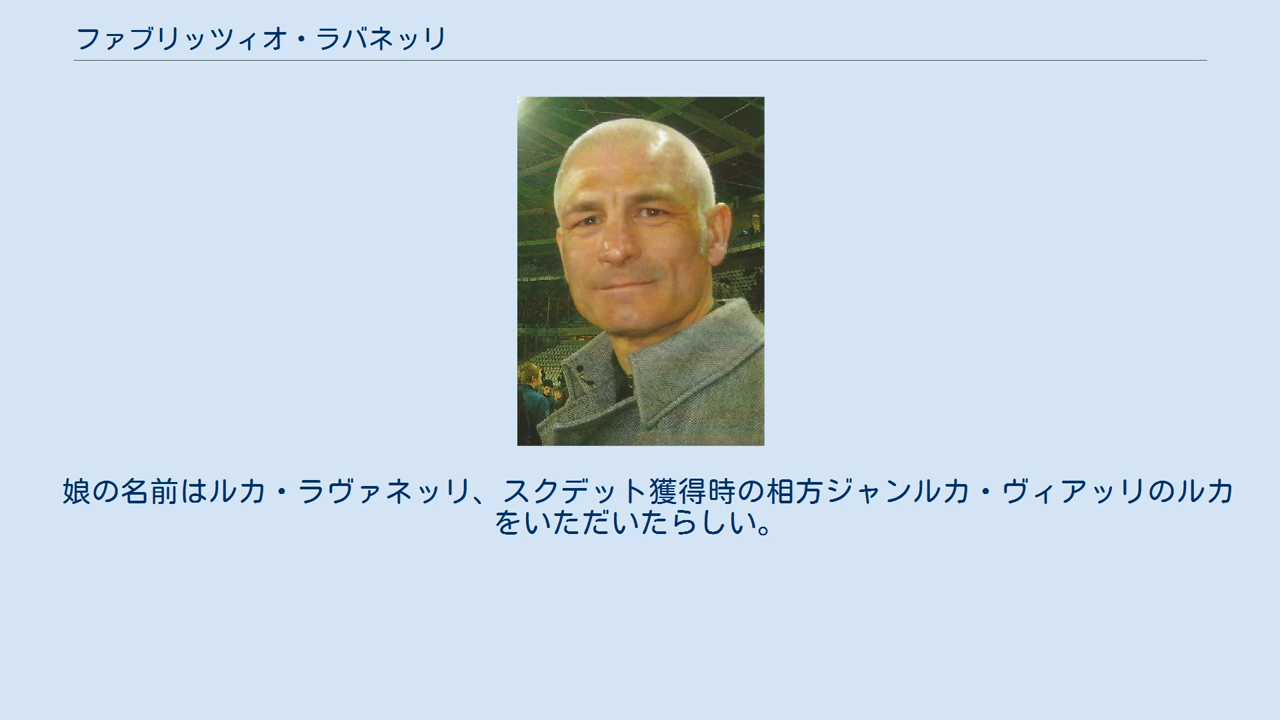 ファブリッツィオ・ラバネッリ
娘の名前はルカ・ラヴァネッリ、スクデット獲得時の相方ジャンルカ・ヴィアッリのルカ
をいただいたらしい。